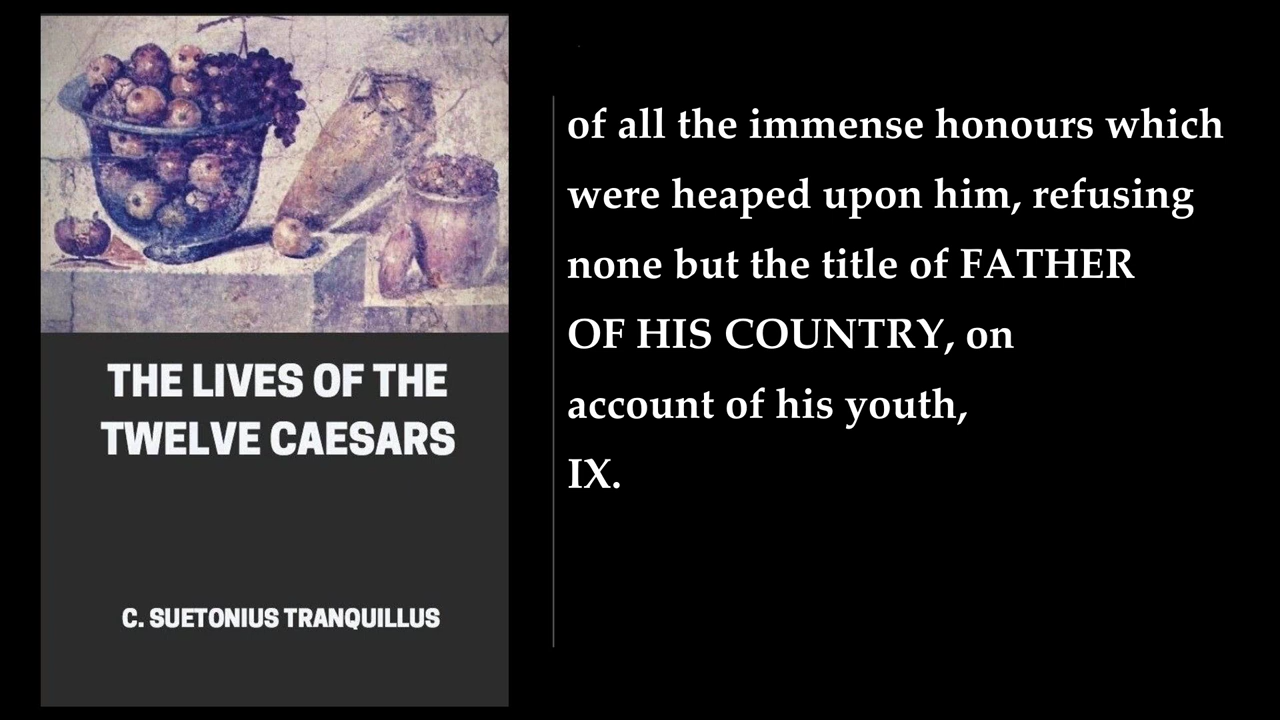 THE LIVES OF THE
TWELVE CAESARS
C. SUETONIUS TRANQUILLUS
of all the immense honours which
were heaped upon him, refusing
none but the title of FATHER
OF HIS COUNTRY, on
account of his youth,
IX.